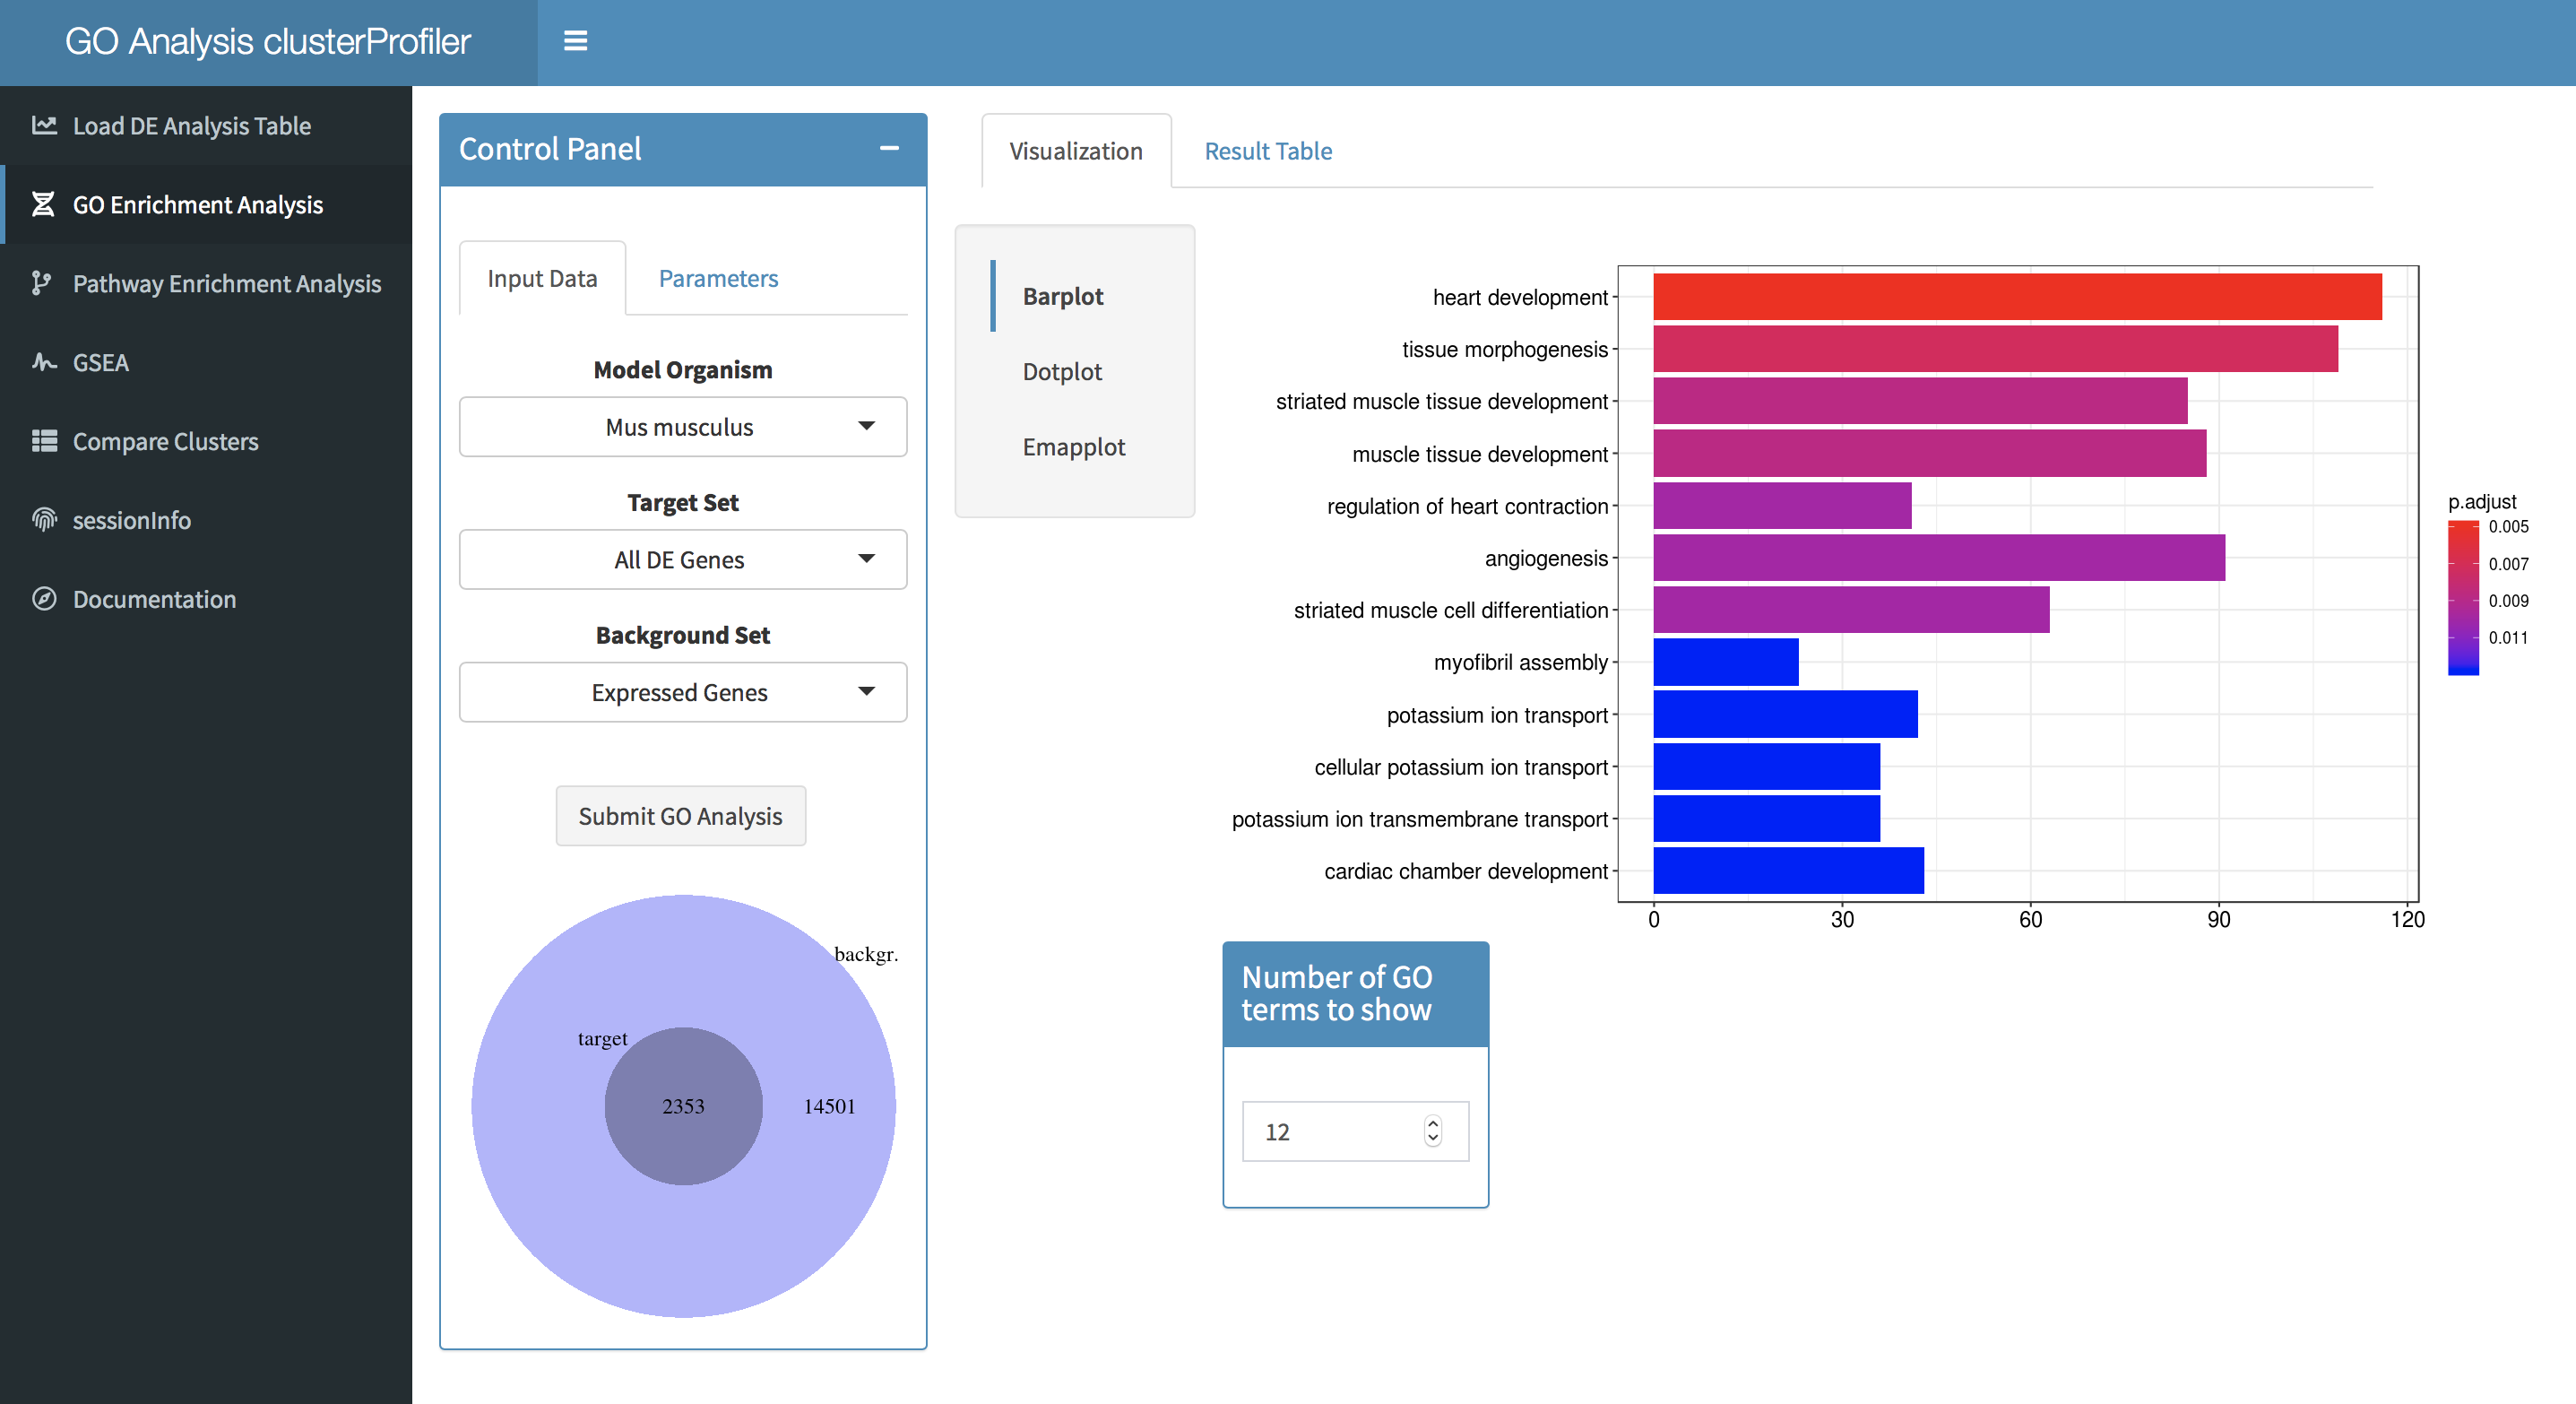 GO Analysis clusterProfiler
Load DE Analysis Table
GO Enrichment Analysis
Pathway Enrichment Analysis
GSEA
Compare Clusters
sessionInfo
Documentation
Control Panel
Input Data
Parameters
Model Organism
Mus musculus
Target Set
All DE Genes
Background Set
Expressed Genes
Submit GO Analysis
backgr.
target
2353
14501
Visualization
Result Table
Barplot
Dotplot
Emapplot
heart development
tissue morphogenesis
striated muscle tissue development
muscle tissue development
regulation of heart contraction
angiogenesis
striated muscle cell differentiation
myofibril assembly
potassium ion transport
cellular potassium ion transport
potassium ion transmembrane transport
cardiac chamber development
0 30 60 90 120
p.adjust
0.005
0.007
0.009
0.011
Number of GO
terms to show
12